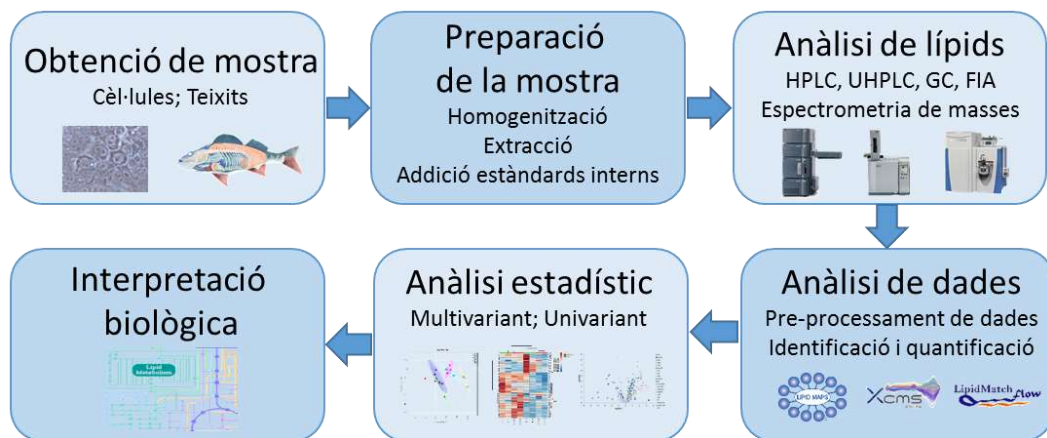 Obtenció de mostra
Cèl·lules; Teixits
Preparació
de la mostra
Homogenització
Extracció
Addició estàndards interns
Anàlisi de lípids
HPLC, UHPLC, GC, FIA
Espectrometria de masses
Anàlisi de dades
Pre-processament de dades
Identificació i quantificació
LIPID MAPS
Xcms
LipidMatch
flow
Anàlisi estadístic
Multivariant; Univariant
Interpretació
biològica
Lipid
Metabolism